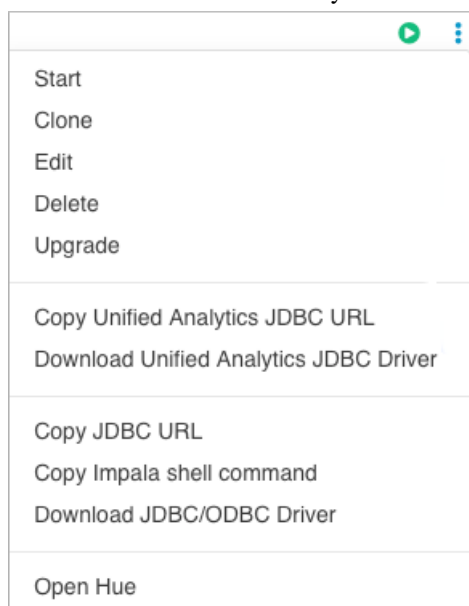 Start
Clone
Edit
Delete
Upgrade
Copy Unified Analytics JDBC URL
Download Unified Analytics JDBC Driver
Copy JDBC URL
Copy Impala shell command
Download JDBC/ODBC Driver
Open Hue